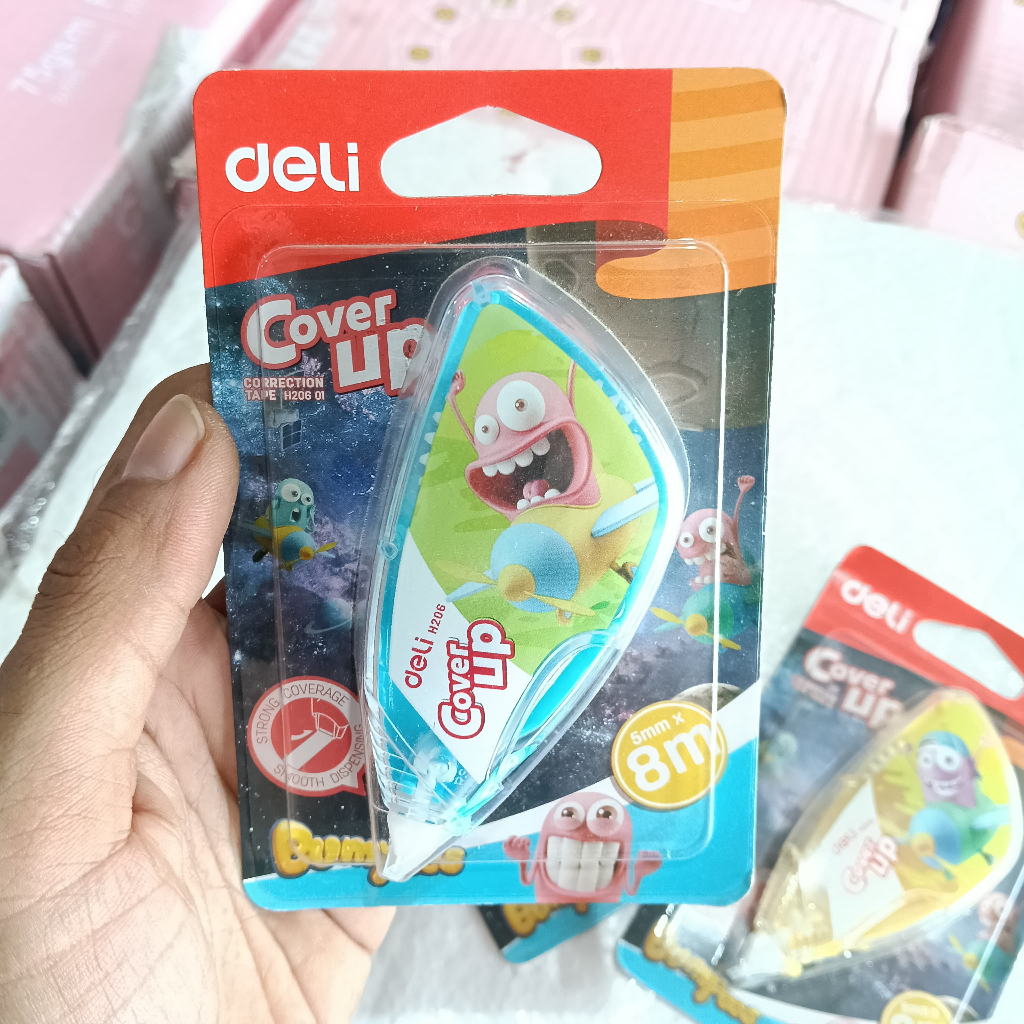 deli
Cover
up
CORRECTION
TAPE H206 01
deli H206
Cover
up
STRONG COVERAGE
SMOOTH DISPENSING
5mm x
8m
deli
Cover
up
deli
Cover
up
75gsm